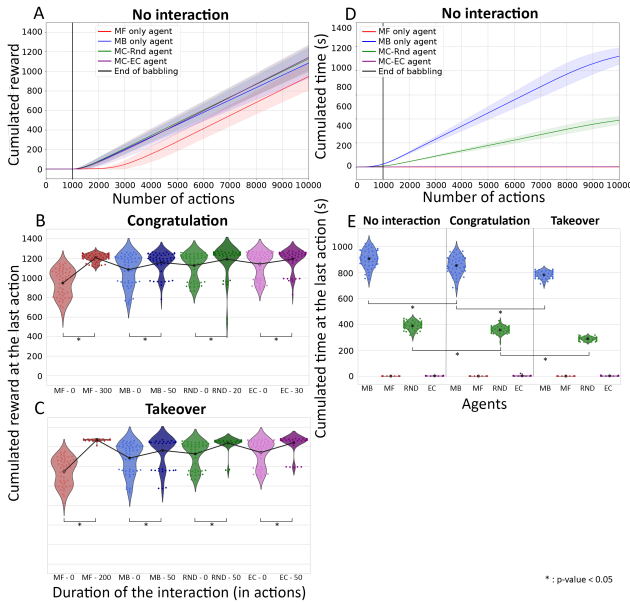 A
No interaction
1400
1200
1000
800
600
400
200
0
MF only agent
MB only agent
MC-Rnd agent
MC-EC agent
End of babbling
0 1000 2000 3000 4000 5000 6000 7000 8000 9000 10000
Number of actions
Cumulated reward
D
No interaction
1400
1200
1000
800
600
400
200
0
MF only agent
MB only agent
MC-Rnd agent
MC-EC agent
End of babbling
0 1000 2000 3000 4000 5000 6000 7000 8000 9000 10000
Number of actions
Cumulated time (s)
B
Congratulation
1400
1200
1000
800
600
400
200
0
* * * *
MF - 0 MF - 300 MB - 0 MB - 50 RND - 0 RND - 20 EC - 0 EC - 30
Cumulated reward at the last action
C
Takeover
* * * *
MF - 0 MF - 200 MB - 0 MB - 50 RND - 0 RND - 50 EC - 0 EC - 50
Duration of the interaction (in actions)
E
No interaction Congratulation Takeover
1000
800
600
400
200
0
* *
* *
MB MF RND EC MB MF RND EC MB MF RND EC
Agents
Cumulated time at the last action (s)
* : p-value < 0.05